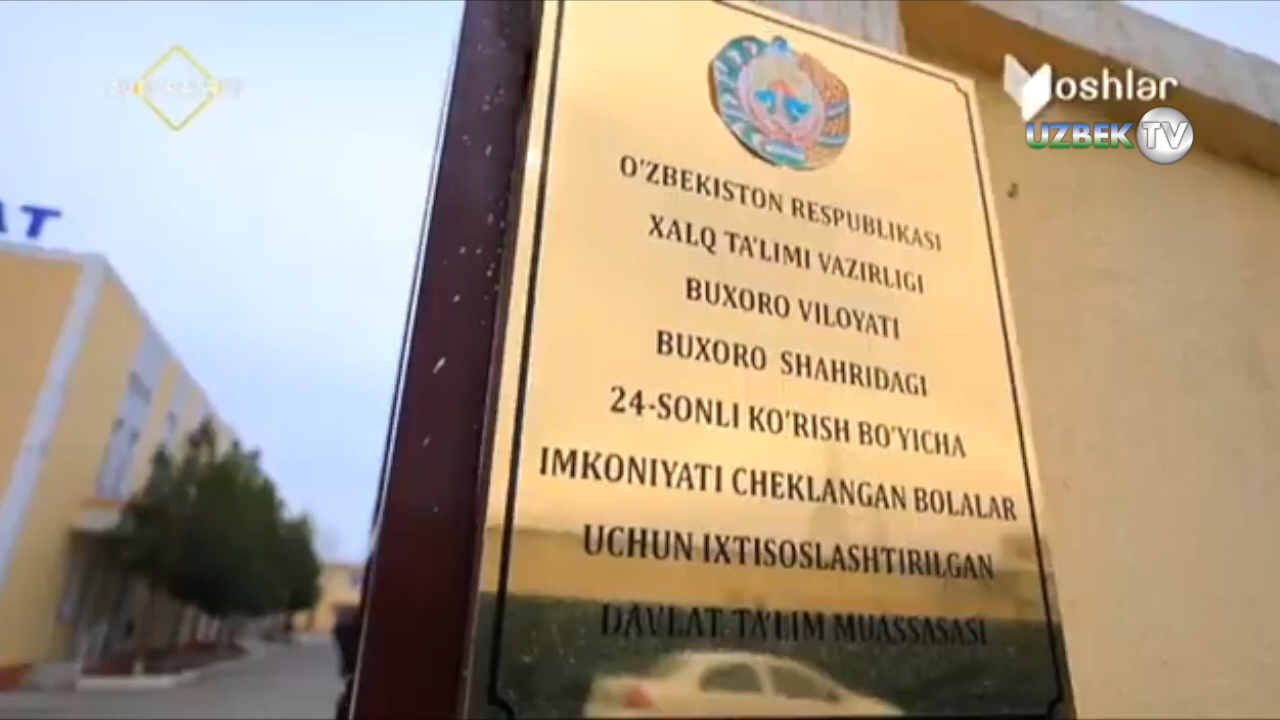 Yoshlar
UZBEK TV
AT
O'ZBEKISTON RESPUBLIKASI
XALQ TA'LIMI VAZIRLIGI
BUXORO VILOYATI
BUXORO SHAHRIDAGI
24-SONLI KO'RISH BO'YICHA
IMKONIYATI CHEKLANGAN BOLALAR
UCHUN IXTISOSLASHTIRILGAN
DAVLAT TA'LIM MUASSASASI